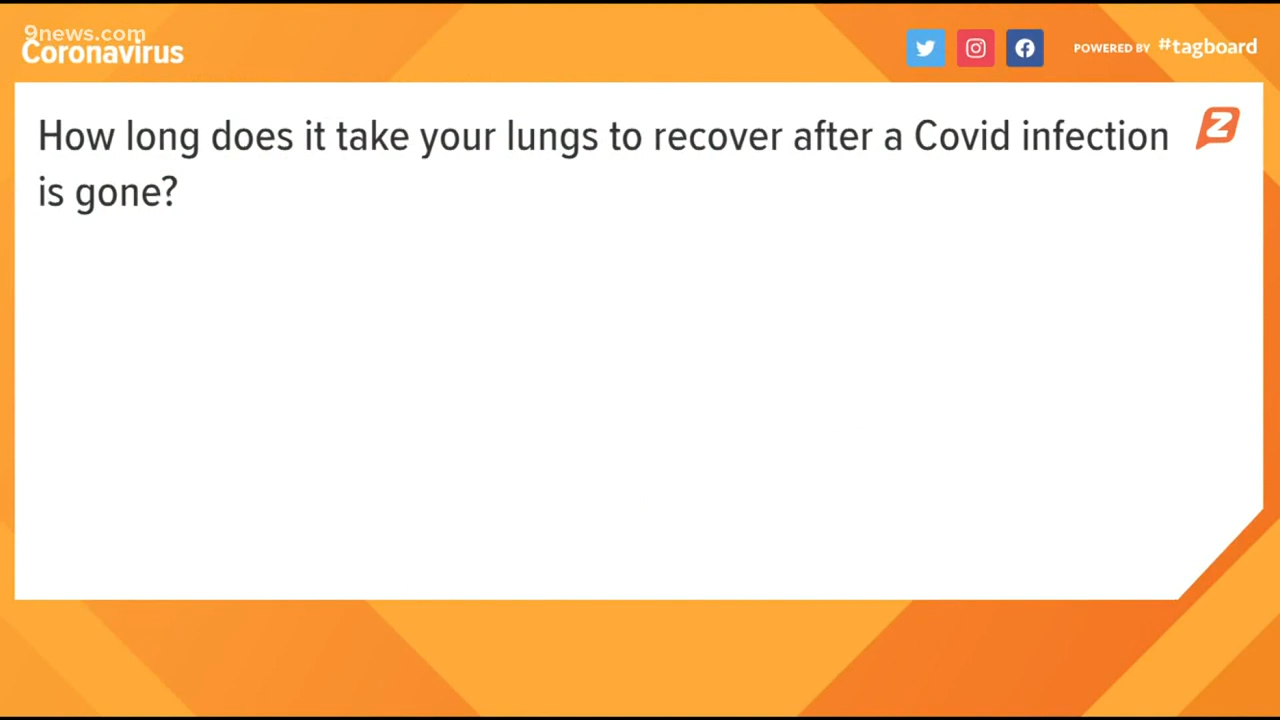 9news.com
Coronavirus
POWERED BY #tagboard
How long does it take your lungs to recover after a Covid infection
is gone?